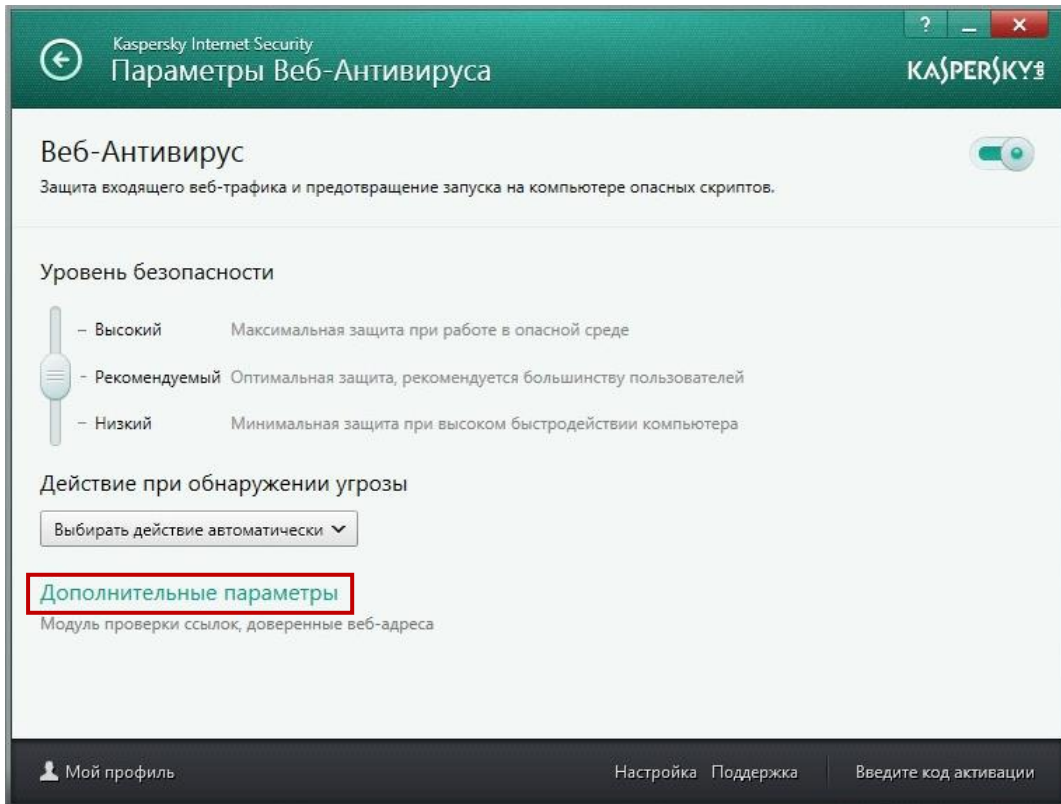 Kaspersky Internet Security
Параметры Веб-Антивируса
?
KASPERSKY lab
Веб-Антивирус
Защита входящего веб-трафика и предотвращение запуска на компьютере опасных скриптов.
Уровень безопасности
– Высокий Максимальная защита при работе в опасной среде
– Рекомендуемый Оптимальная защита, рекомендуется большинству пользователей
– Низкий Минимальная защита при высоком быстродействии компьютера
Действие при обнаружении угрозы
Выбирать действие автоматически
Дополнительные параметры
Модуль проверки ссылок, доверенные веб-адреса
Мой профиль Настройка Поддержка Введите код активации